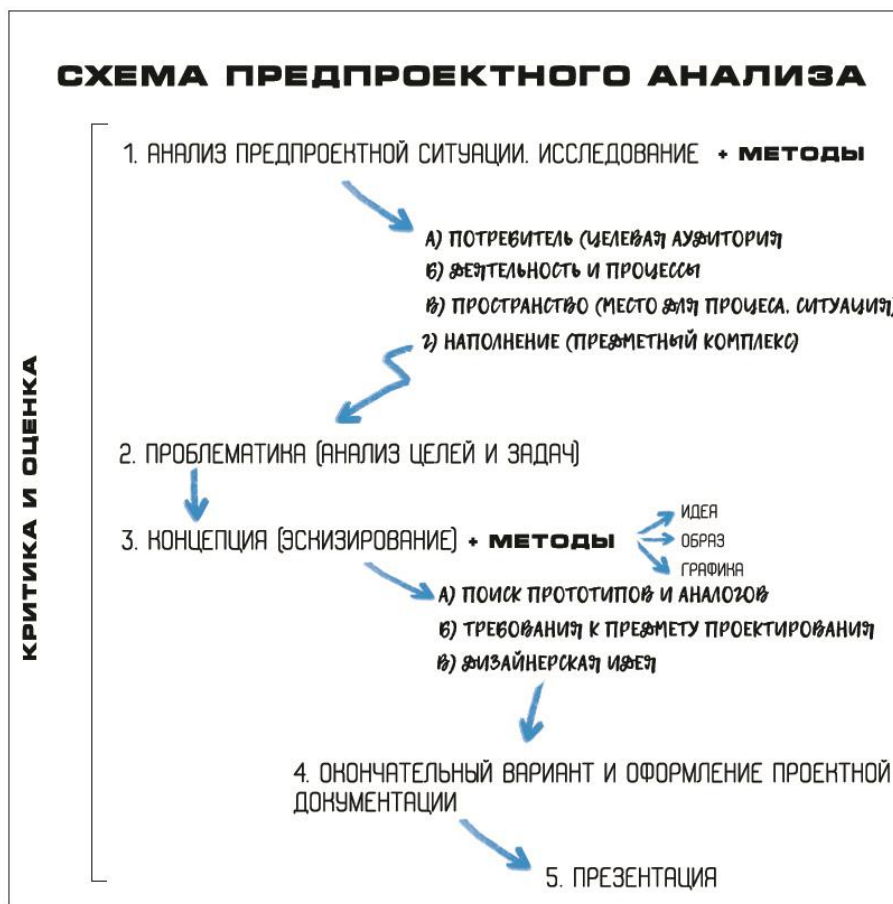 СХЕМА ПРЕДПРОЕКТНОГО АНАЛИЗА
1. АНАЛИЗ ПРЕДПРОЕКТНОЙ СИТУАЦИИ. ИССЛЕДОВАНИЕ + МЕТОДЫ
А) ПОТРЕБИТЕЛЬ (ЦЕЛЕВАЯ АУДИТОРИЯ
Б) ДЕЯТЕЛЬНОСТЬ И ПРОЦЕССЫ
В) ПРОСТРАНСТВО (МЕСТО ДЛЯ ПРОЦЕСА. СИТУАЦИЯ)
Г) НАПОЛНЕНИЕ (ПРЕДМЕТНЫЙ КОМПЛЕКС)
КРИТИКА И ОЦЕНКА
2. ПРОБЛЕМАТИКА (АНАЛИЗ ЦЕЛЕЙ И ЗАДАЧ)
3. КОНЦЕПЦИЯ (ЭСКИЗИРОВАНИЕ) + МЕТОДЫ
ИДЕЯ
ОБРАЗ
ГРАФИКА
А) ПОИСК ПРОТОТИПОВ И АНАЛОГОВ
Б) ТРЕБОВАНИЯ К ПРЕДМЕТУ ПРОЕКТИРОВАНИЯ
В) ДИЗАЙНЕРСКАЯ ИДЕЯ
4. ОКОНЧАТЕЛЬНЫЙ ВАРИАНТ И ОФОРМЛЕНИЕ ПРОЕКТНОЙ
ДОКУМЕНТАЦИИ
5. ПРЕЗЕНТАЦИЯ